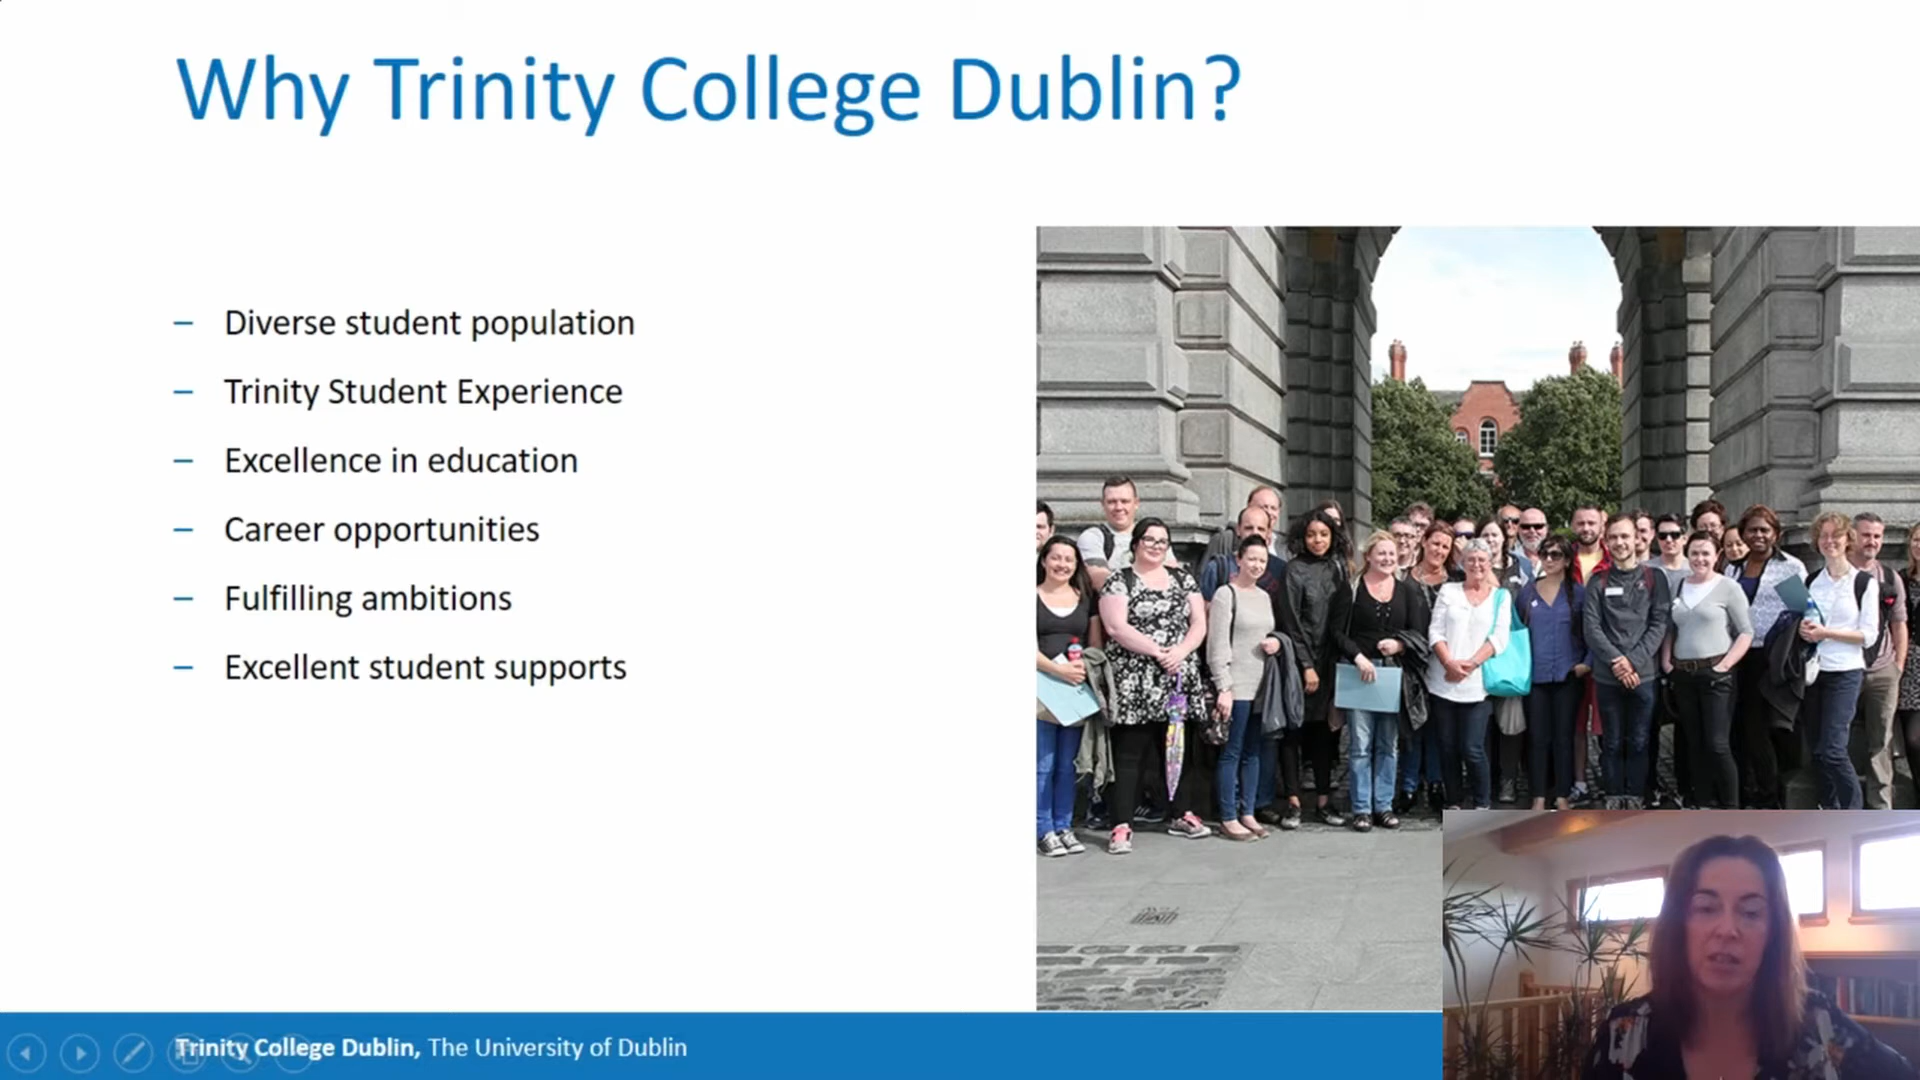 Why Trinity College Dublin?
– Diverse student population
– Trinity Student Experience
– Excellence in education
– Career opportunities
– Fulfilling ambitions
– Excellent student supports
Trinity College Dublin, The University of Dublin